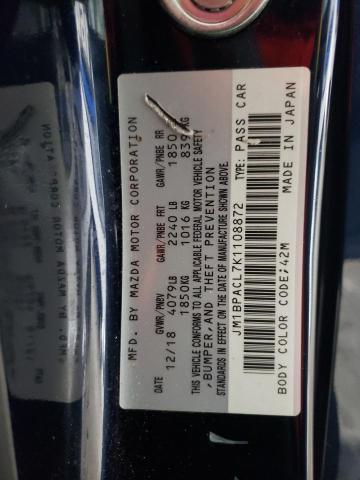 MFD. BY MAZDA MOTOR CORPORATION
DATE GVWR/PNBV GAWR/PNBE FRT GAWR/PNBE RR
12/18 4079LB 2240 LB 1850
1850KG 1016 KG 839 KG
THIS VEHICLE CONFORMS TO ALL APPLICABLE FEDERAL MOTOR VEHICLE SAFETY
,BUMPER,AND THEFT PREVENTION
STANDARDS IN EFFECT ON THE DATE OF MANUFACTURE SHOWN ABOVE.
JM1BPACL7K1108872 TYPE: PASS CAR
BODY COLOR CODE;42M MADE IN JAPAN